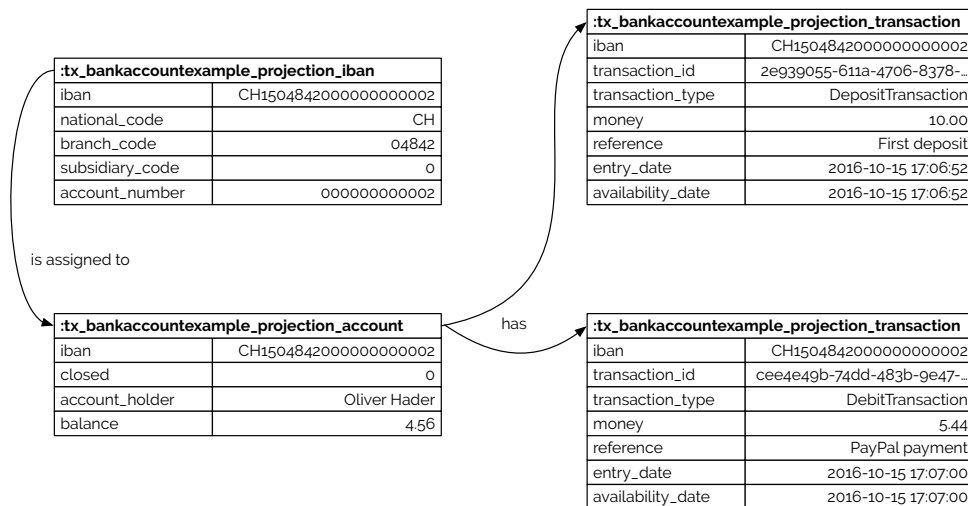 :tx_bankaccountexample_projection_iban
iban CH1504842000000000002
national_code CH
branch_code 04842
subsidiary_code 0
account_number 000000000002
is assigned to
:tx_bankaccountexample_projection_account
iban CH1504842000000000002
closed 0
account_holder Oliver Hader
balance 4.56
has
:tx_bankaccountexample_projection_transaction
iban CH1504842000000000002
transaction_id 2e939055-611a-4706-8378-…
transaction_type DepositTransaction
money 10.00
reference First deposit
entry_date 2016-10-15 17:06:52
availability_date 2016-10-15 17:06:52
:tx_bankaccountexample_projection_transaction
iban CH1504842000000000002
transaction_id cee4e49b-74dd-483b-9e47-…
transaction_type DebitTransaction
money 5.44
reference PayPal payment
entry_date 2016-10-15 17:07:00
availability_date 2016-10-15 17:07:00